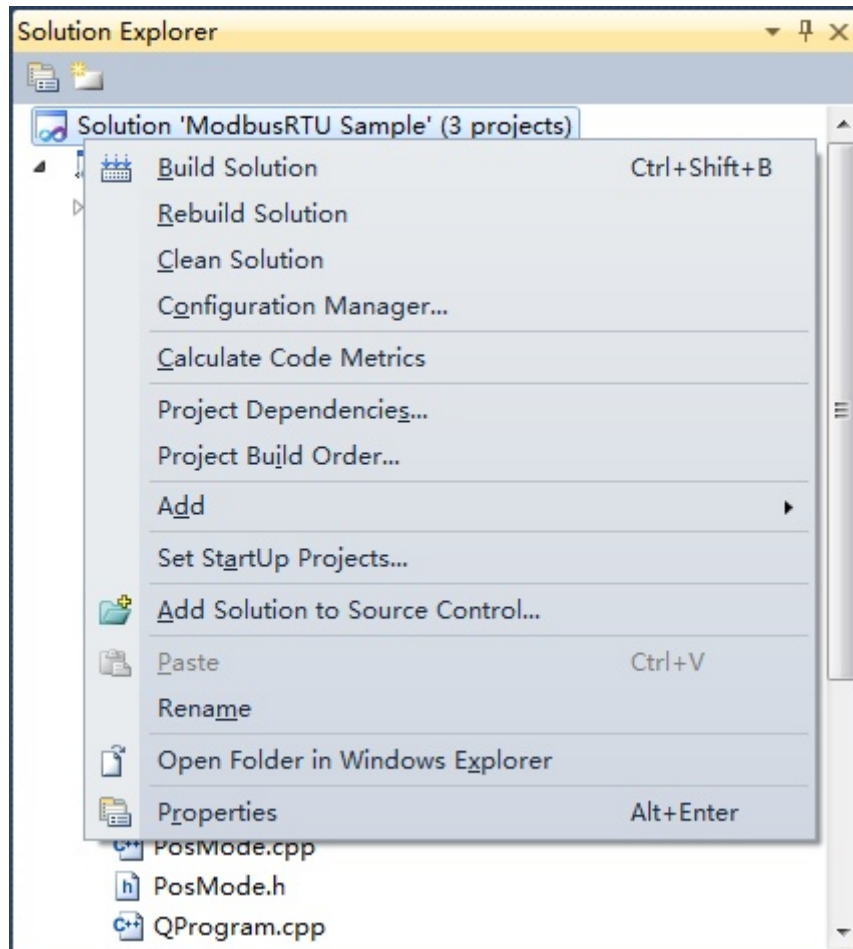 Solution Explorer
Solution 'ModbusRTU Sample' (3 projects)
Build Solution Ctrl+Shift+B
Rebuild Solution
Clean Solution
Configuration Manager...
Calculate Code Metrics
Project Dependencies...
Project Build Order...
Add
Set StartUp Projects...
Add Solution to Source Control...
Paste Ctrl+V
Rename
Open Folder in Windows Explorer
Properties Alt+Enter
PosMode.cpp
PosMode.h
QProgram.cpp